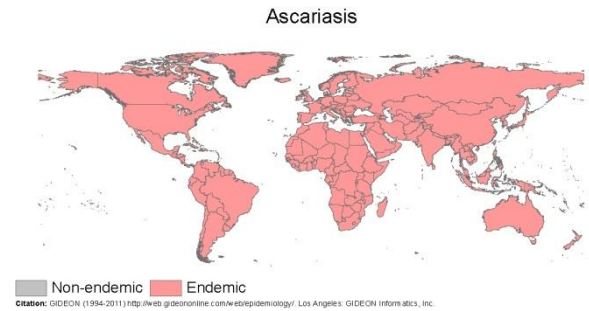 Ascariasis
Non-endemic Endemic
Citation: GIDEON (1994-2011) http://web.gideononline.com/web/epidemiology/. Los Angeles: GIDEON Informatics, Inc.